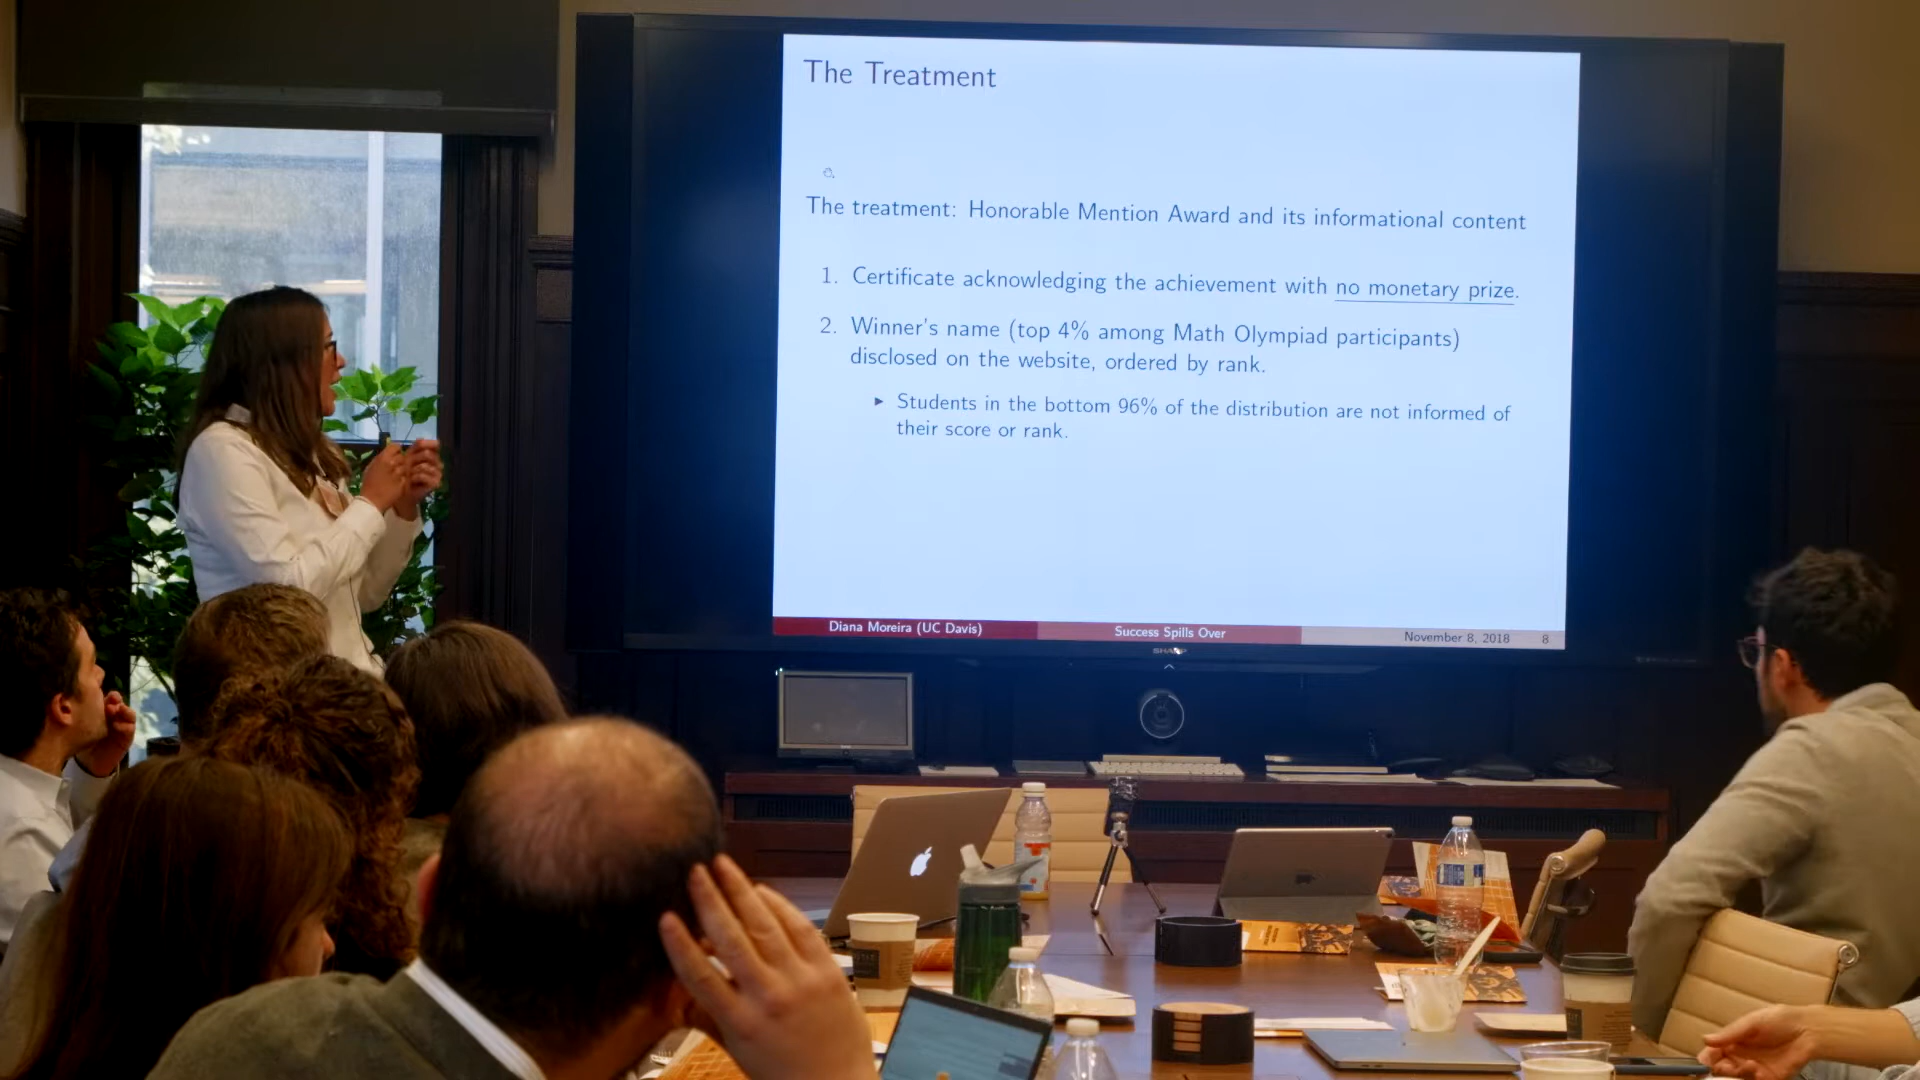 The Treatment
The treatment: Honorable Mention Award and its informational content
1. Certificate acknowledging the achievement with no monetary prize.
2. Winner's name (top 4% among Math Olympiad participants)
disclosed on the website, ordered by rank.
▶ Students in the bottom 96% of the distribution are not informed of
their score or rank.
Diana Moreira (UC Davis) Success Spills Over November 8, 2018 8
SHARP